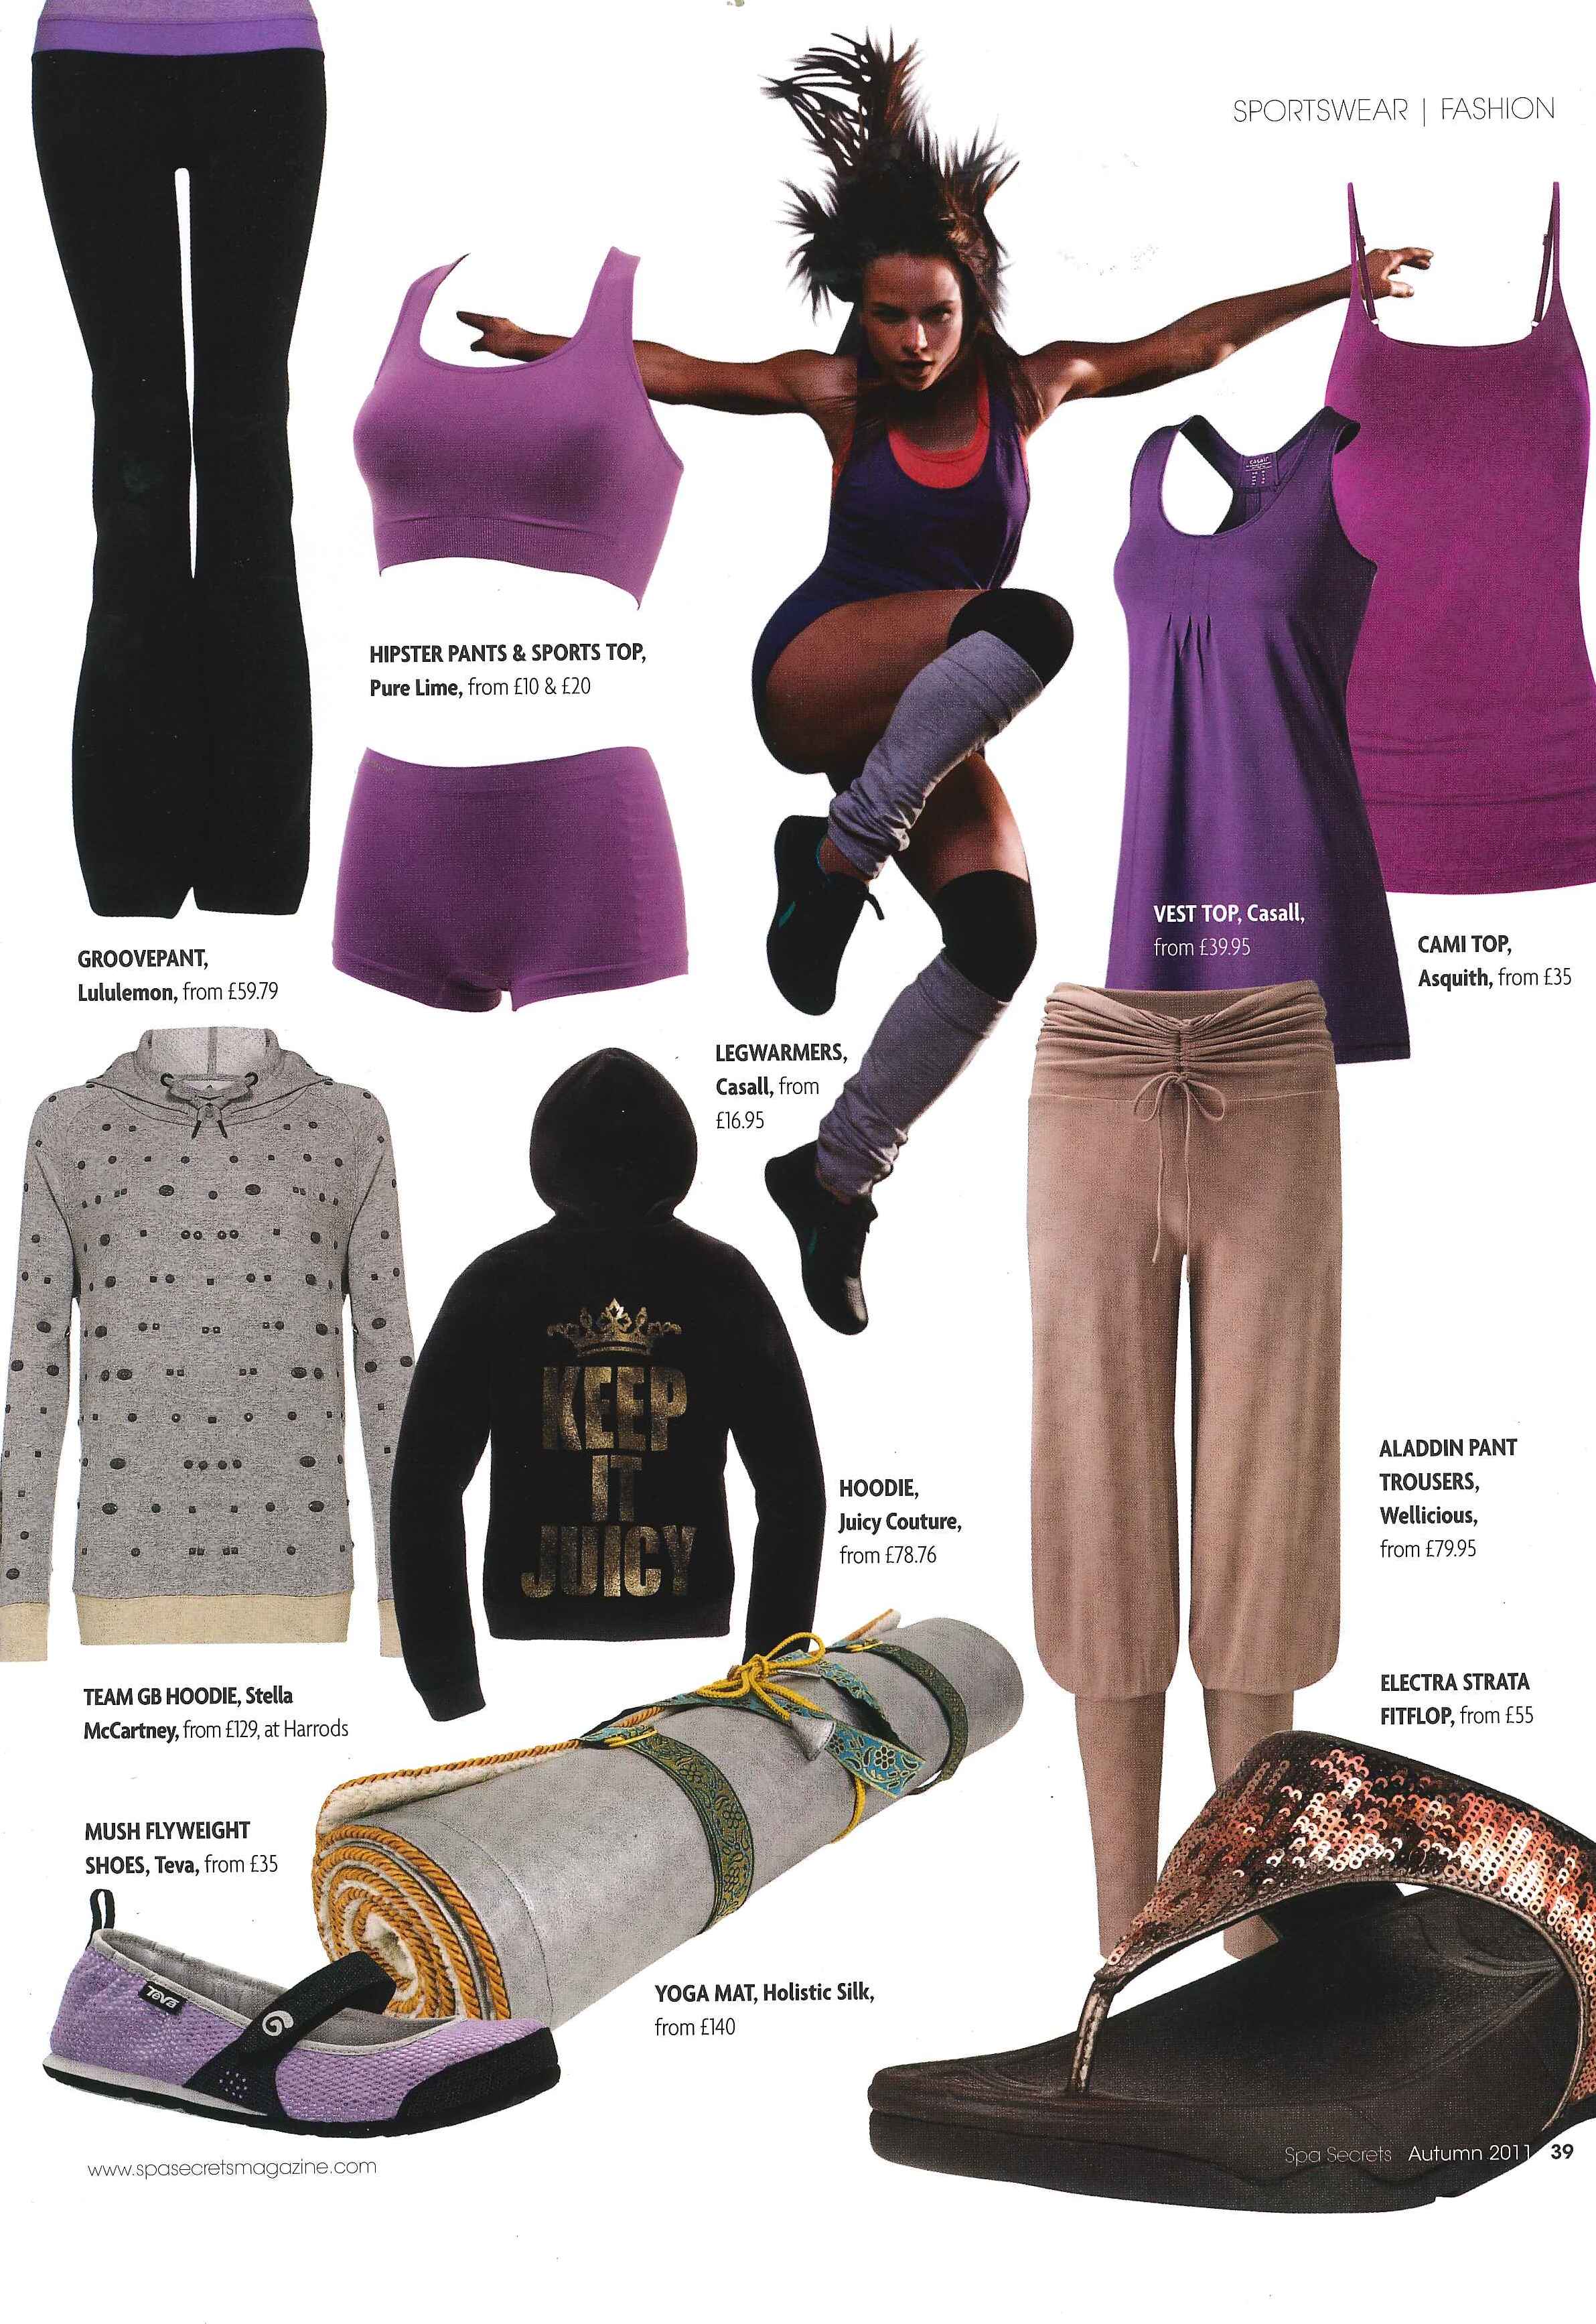 SPORTSWEAR | FASHION
HIPSTER PANTS & SPORTS TOP,
Pure Lime, from £10 & £20
VEST TOP, Casall,
from £39.95
CAMI TOP,
Asquith, from £35
GROOVEPANT,
Lululemon, from £59.79
LEGWARMERS,
Casall, from
£16.95
KEEP
IT
JUICY
HOODIE,
Juicy Couture,
from £78.76
ALADDIN PANT
TROUSERS,
Wellicious,
from £79.95
TEAM GB HOODIE, Stella
McCartney, from £129, at Harrods
ELECTRA STRATA
FITFLOP, from £55
MUSH FLYWEIGHT
SHOES, Teva, from £35
Teva
YOGA MAT, Holistic Silk,
from £140
www.spasecretsmagazine.com
Spa Secrets Autumn 2011 39